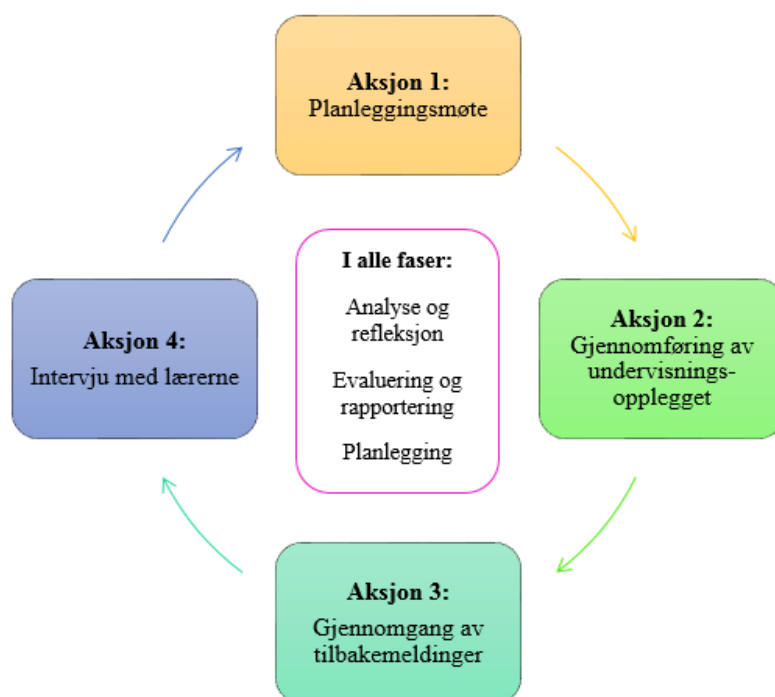 Aksjon 1:
Planleggingsmøte
I alle faser:
Analyse og
refleksjon
Evaluering og
rapportering
Planlegging
Aksjon 4:
Intervju med lærerne
Aksjon 2:
Gjennomføring av
undervisnings-
opplegget
Aksjon 3:
Gjennomgang av
tilbakemeldinger